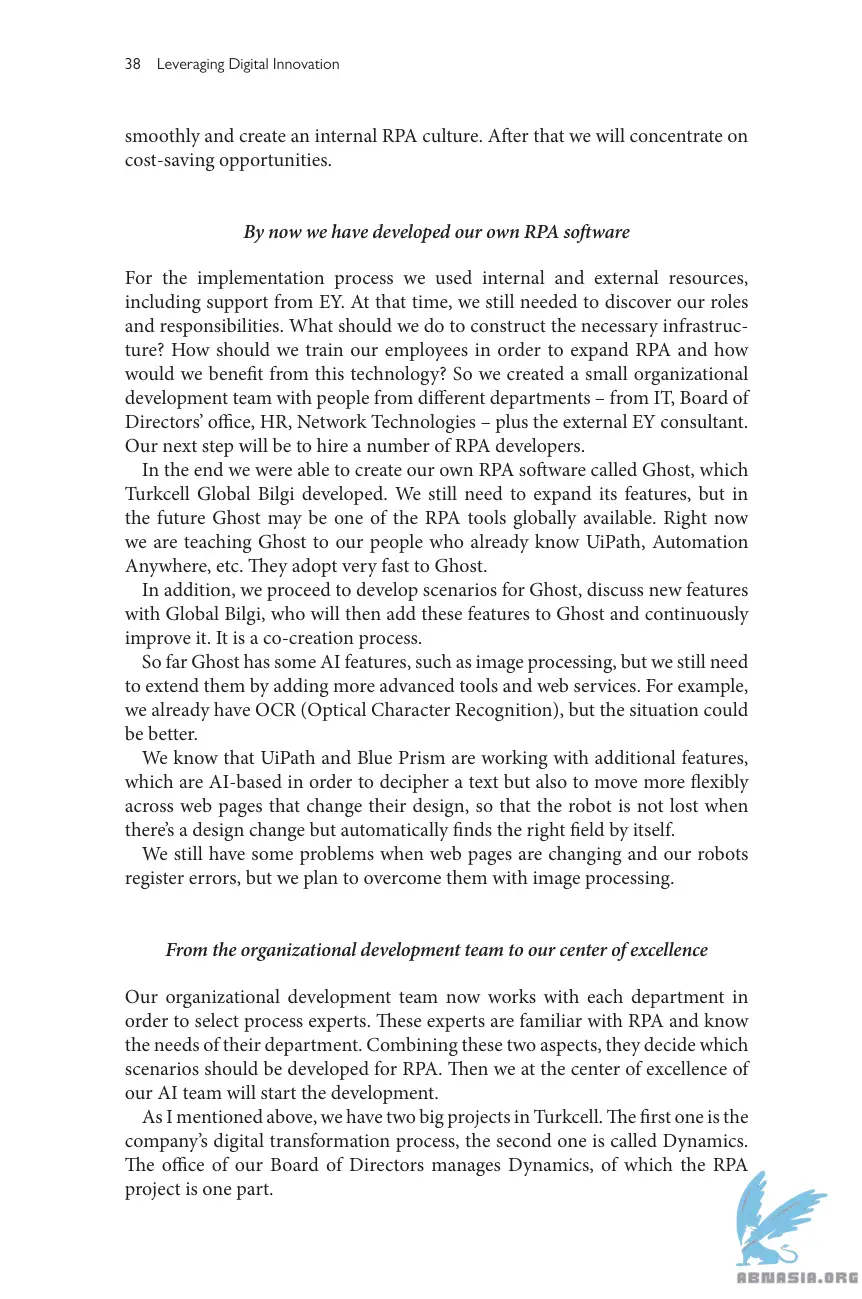 38 Leveraging Digital Innovation
smoothly and create an internal RPA culture. After that we will concentrate on
cost-saving opportunities.
By now we have developed our own RPA software
For the implementation process we used internal and external resources,
including support from EY. At that time, we still needed to discover our roles
and responsibilities. What should we do to construct the necessary infrastruc-
ture? How should we train our employees in order to expand RPA and how
would we benefit from this technology? So we created a small organizational
development team with people from different departments – from IT, Board of
Directors’ office, HR, Network Technologies – plus the external EY consultant.
Our next step will be to hire a number of RPA developers.
In the end we were able to create our own RPA software called Ghost, which
Turkcell Global Bilgi developed. We still need to expand its features, but in
the future Ghost may be one of the RPA tools globally available. Right now
we are teaching Ghost to our people who already know UiPath, Automation
Anywhere, etc. They adopt very fast to Ghost.
In addition, we proceed to develop scenarios for Ghost, discuss new features
with Global Bilgi, who will then add these features to Ghost and continuously
improve it. It is a co-creation process.
So far Ghost has some AI features, such as image processing, but we still need
to extend them by adding more advanced tools and web services. For example,
we already have OCR (Optical Character Recognition), but the situation could
be better.
We know that UiPath and Blue Prism are working with additional features,
which are AI-based in order to decipher a text but also to move more flexibly
across web pages that change their design, so that the robot is not lost when
there’s a design change but automatically finds the right field by itself.
We still have some problems when web pages are changing and our robots
register errors, but we plan to overcome them with image processing.
From the organizational development team to our center of excellence
Our organizational development team now works with each department in
order to select process experts. These experts are familiar with RPA and know
the needs of their department. Combining these two aspects, they decide which
scenarios should be developed for RPA. Then we at the center of excellence of
our AI team will start the development.
As I mentioned above, we have two big projects in Turkcell. The first one is the
company’s digital transformation process, the second one is called Dynamics.
The office of our Board of Directors manages Dynamics, of which the RPA
project is one part.
ABNASIA.ORG